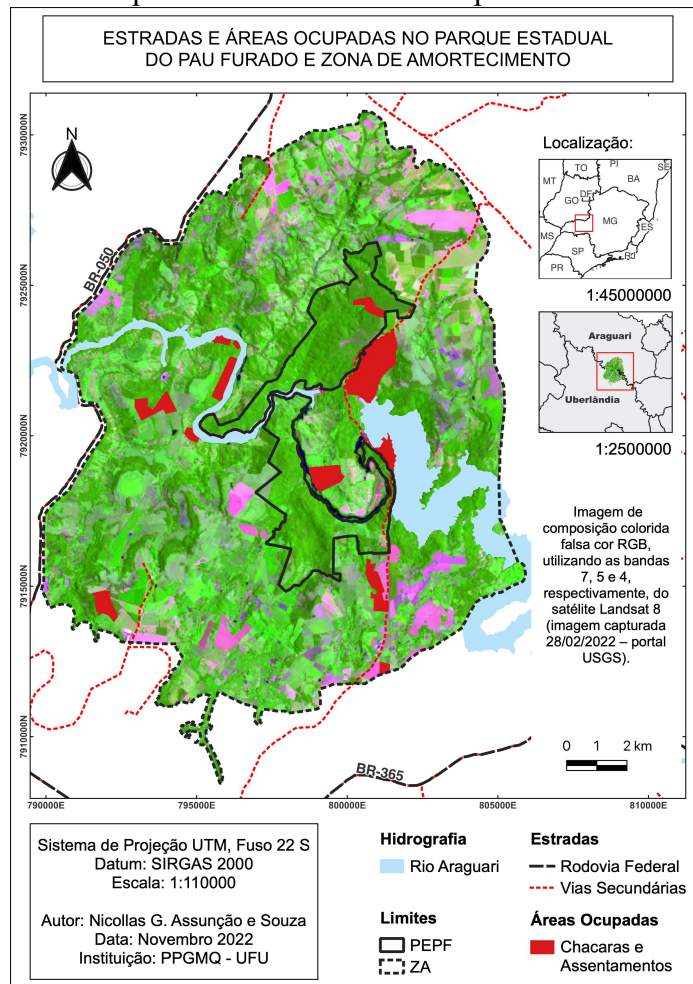 ESTRADAS E ÁREAS OCUPADAS NO PARQUE ESTADUAL
DO PAU FURADO E ZONA DE AMORTECIMENTO
N
7930000N
7925000N
7920000N
7915000N
7910000N
BR-050
BR-365
790000E
795000E
800000E
805000E
810000E
Localização:
TO
PI
SE
MT
BA
DF
GO
MG
ES
MS
SP
RJ
PR
1:45000000
Araguari
Uberlândia
1:2500000
Imagem de
composição colorida
falsa cor RGB,
utilizando as bandas
7, 5 e 4,
respectivamente, do
satélite Landsat 8
(imagem capturada
28/02/2022 – portal
USGS).
0 1 2 km
Sistema de Projeção UTM, Fuso 22 S
Datum: SIRGAS 2000
Escala: 1:110000
Autor: Nicollas G. Assunção e Souza
Data: Novembro 2022
Instituição: PPGMQ - UFU
Hidrografia
Rio Araguari
Limites
PEPF
ZA
Estradas
Rodovia Federal
Vias Secundárias
Áreas Ocupadas
Chacaras e
Assentamentos